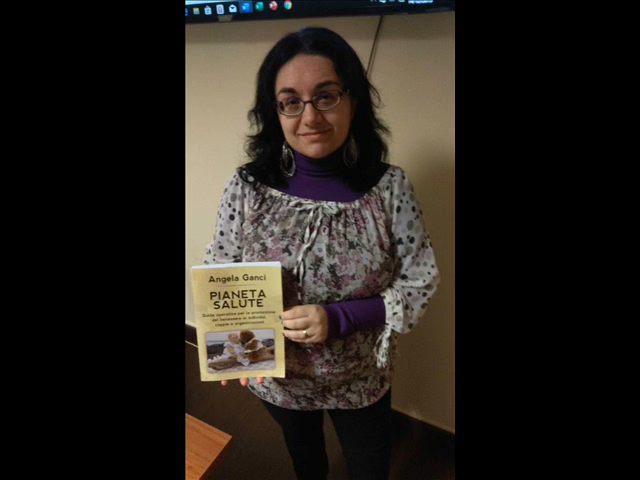 Angela Ganci
PIANETA
SALUTE
Guida operativa per la promozione
del benessere in individui,
coppie e organizzazioni